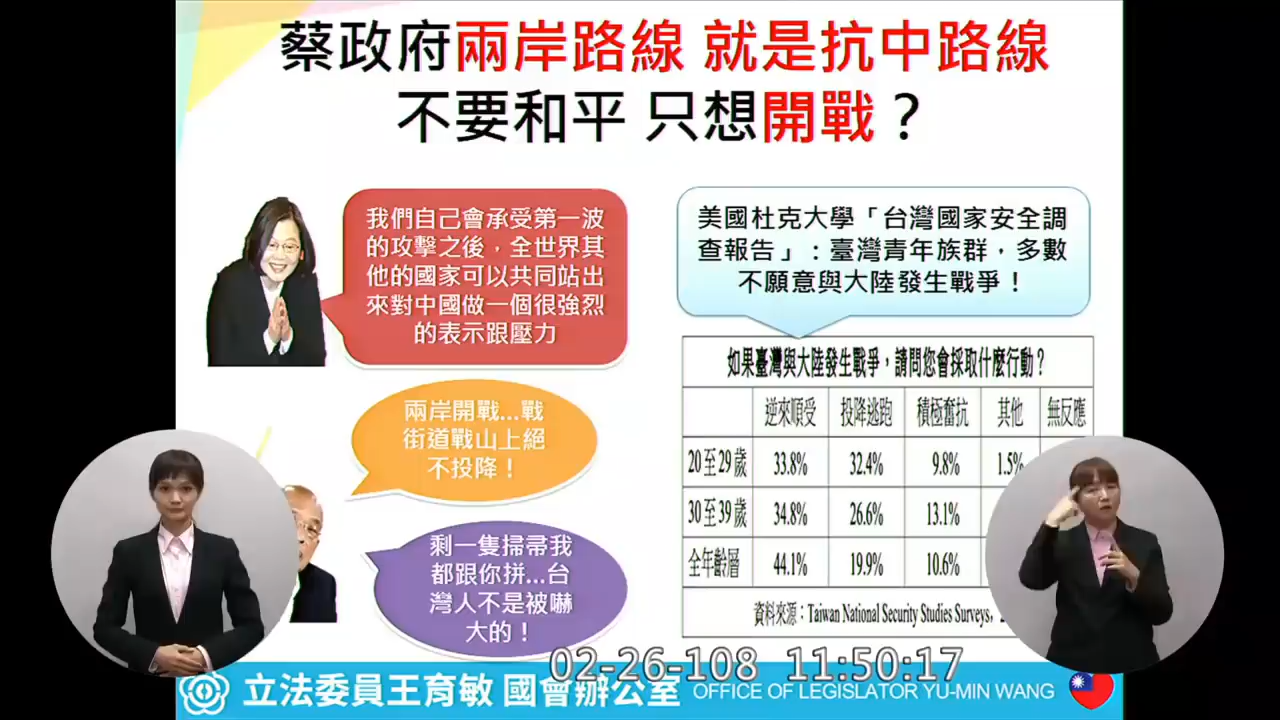 蔡政府兩岸路線 就是抗中路線
不要和平 只想開戰？
我們自己會承受第一波
的攻擊之後，全世界其
他的國家可以共同站出
來對中國做一個很強烈
的表示跟壓力
兩岸開戰...戰
街道戰山上絕
不投降！
剩一隻掃帚我
都跟你拼...台
灣人不是被嚇
大的！
美國杜克大學「台灣國家安全調
查報告」：臺灣青年族群，多數
不願意與大陸發生戰爭！
如果臺灣與大陸發生戰爭，請問您會採取什麼行動？
逆來順受 投降逃跑 積極奮抗 其他 無反應
20至29歲 33.8% 32.4% 9.8% 1.5%
30至39歲 34.8% 26.6% 13.1%
全年齡層 44.1% 19.9% 10.6%
資料來源：Taiwan National Security Studies Surveys,
02-26-108 11:50:17
立法委員王育敏 國會辦公室 OFFICE OF LEGISLATOR YU-MIN WANG